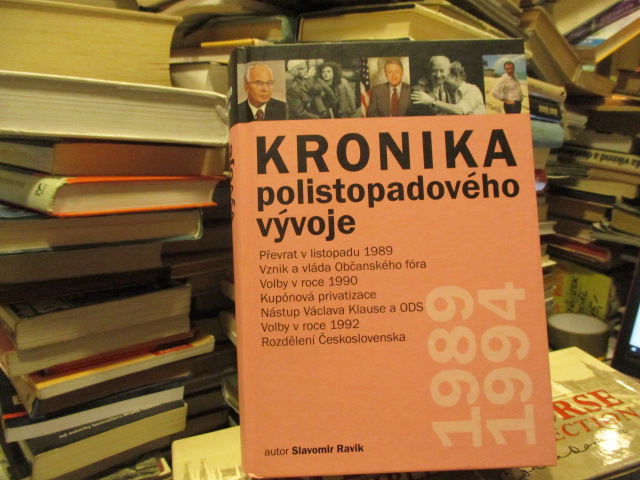 KRONIKA
polistopadového
vývoje
Převrat v listopadu 1989
Vznik a vláda Občanského fóra
Volby v roce 1990
Kupónová privatizace
Nástup Václava Klause a ODS
Volby v roce 1992
Rozdělení Československa
1989
1994
autor Slavomír Ravik